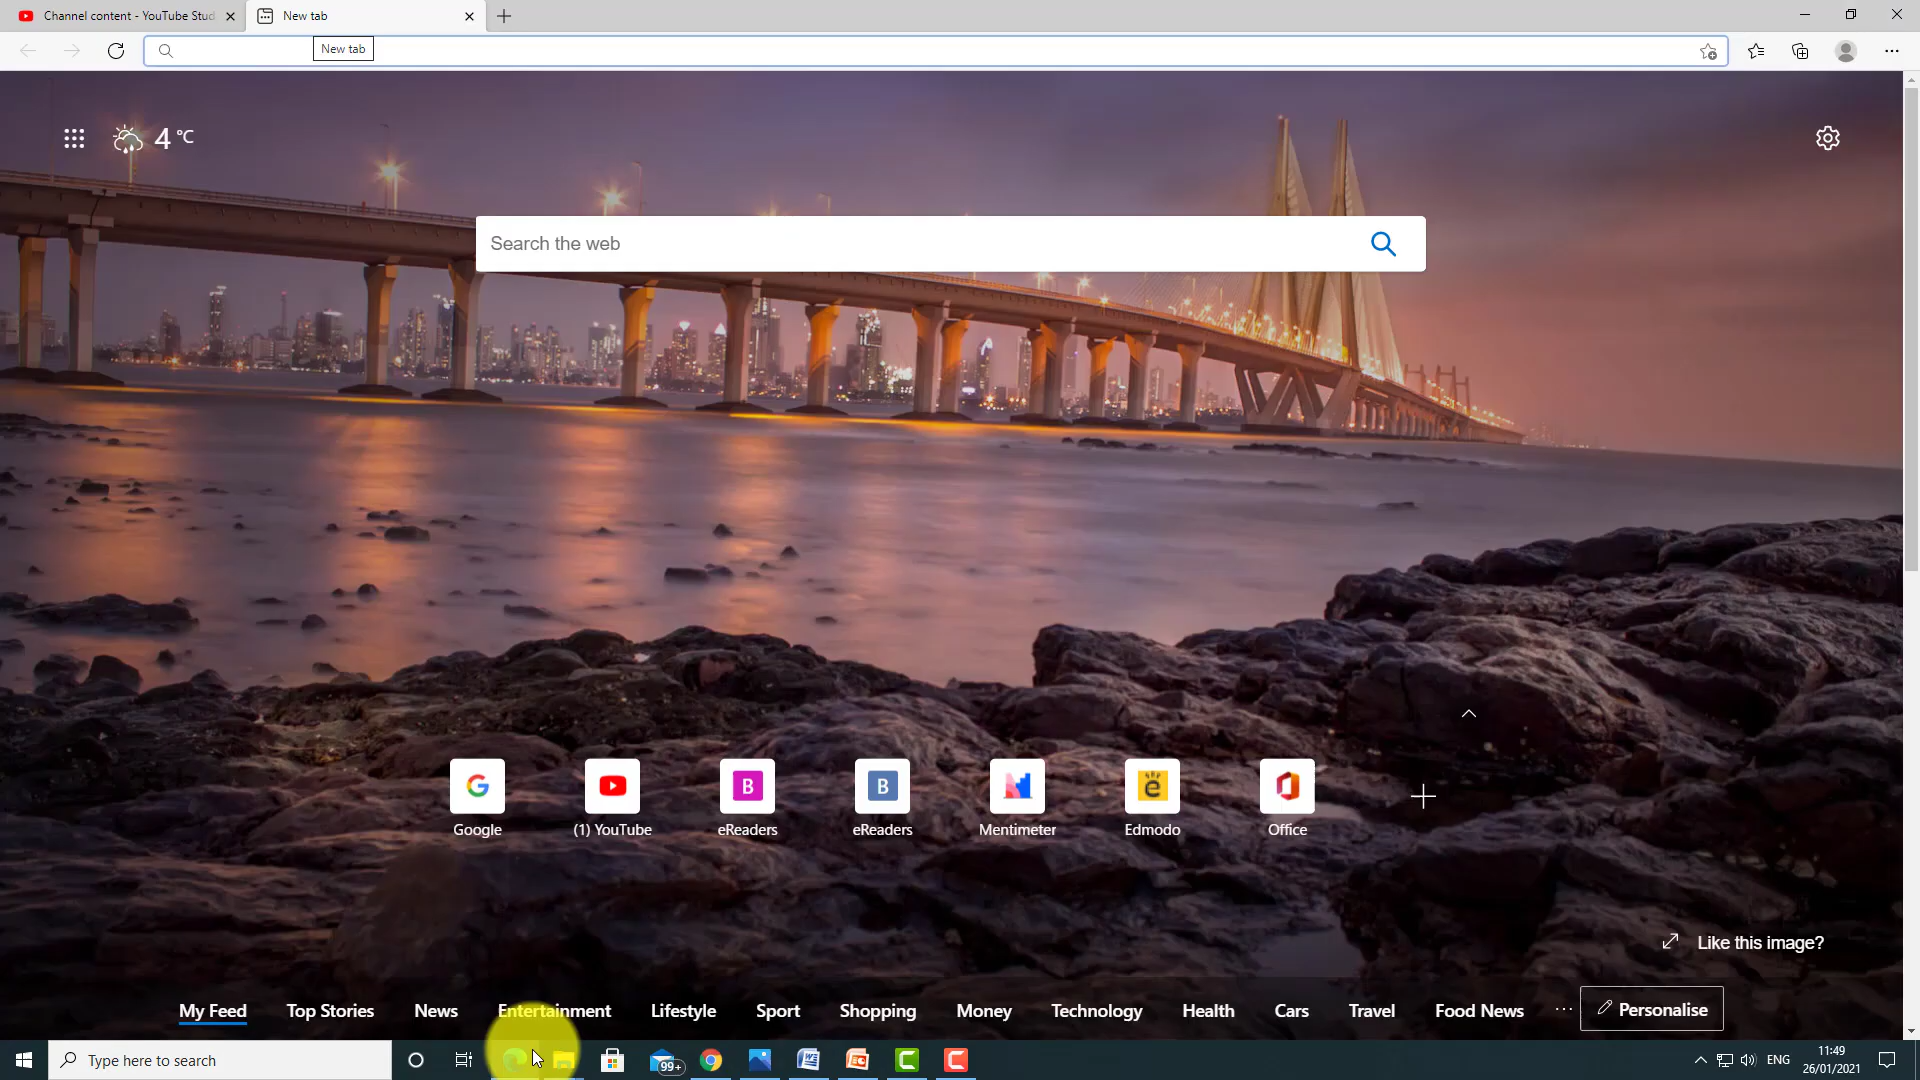 Channel content - YouTube Stud
New tab
New tab
4 °C
Search the web
G
B
B
e
Google
(1) YouTube
eReaders
eReaders
Mentimeter
Edmodo
Office
Like this image?
My Feed
Top Stories
News
Entertainment
Lifestyle
Sport
Shopping
Money
Technology
Health
Cars
Travel
Food News
...
Personalise
Type here to search
99+
ENG
11:49
26/01/2021